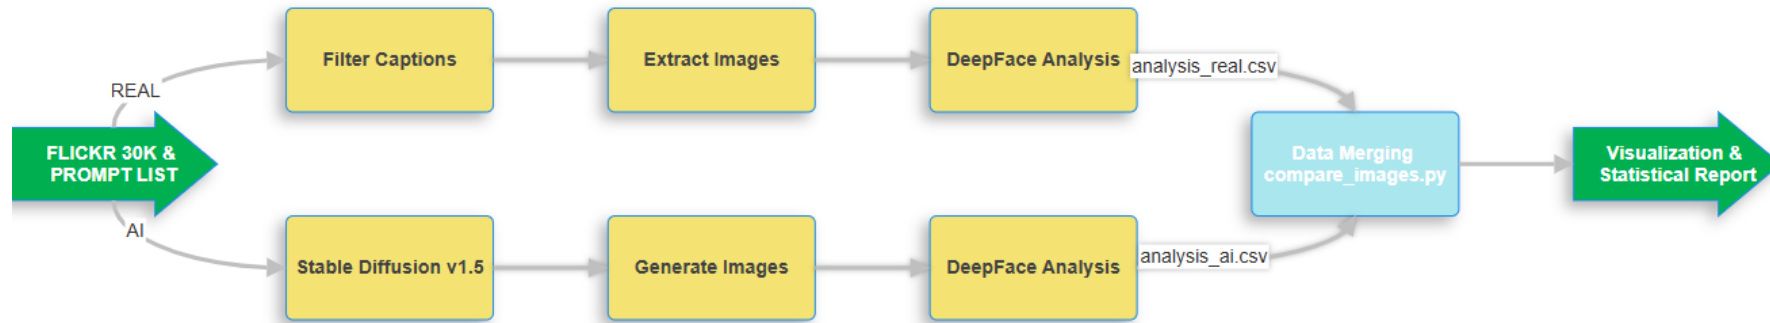 Filter Captions
Extract Images
DeepFace Analysis
analysis_real.csv
REAL
FLICKR 30K &
PROMPT LIST
Data Merging
compare_images.py
Visualization &
Statistical Report
AI
Stable Diffusion v1.5
Generate Images
DeepFace Analysis
analysis_ai.csv